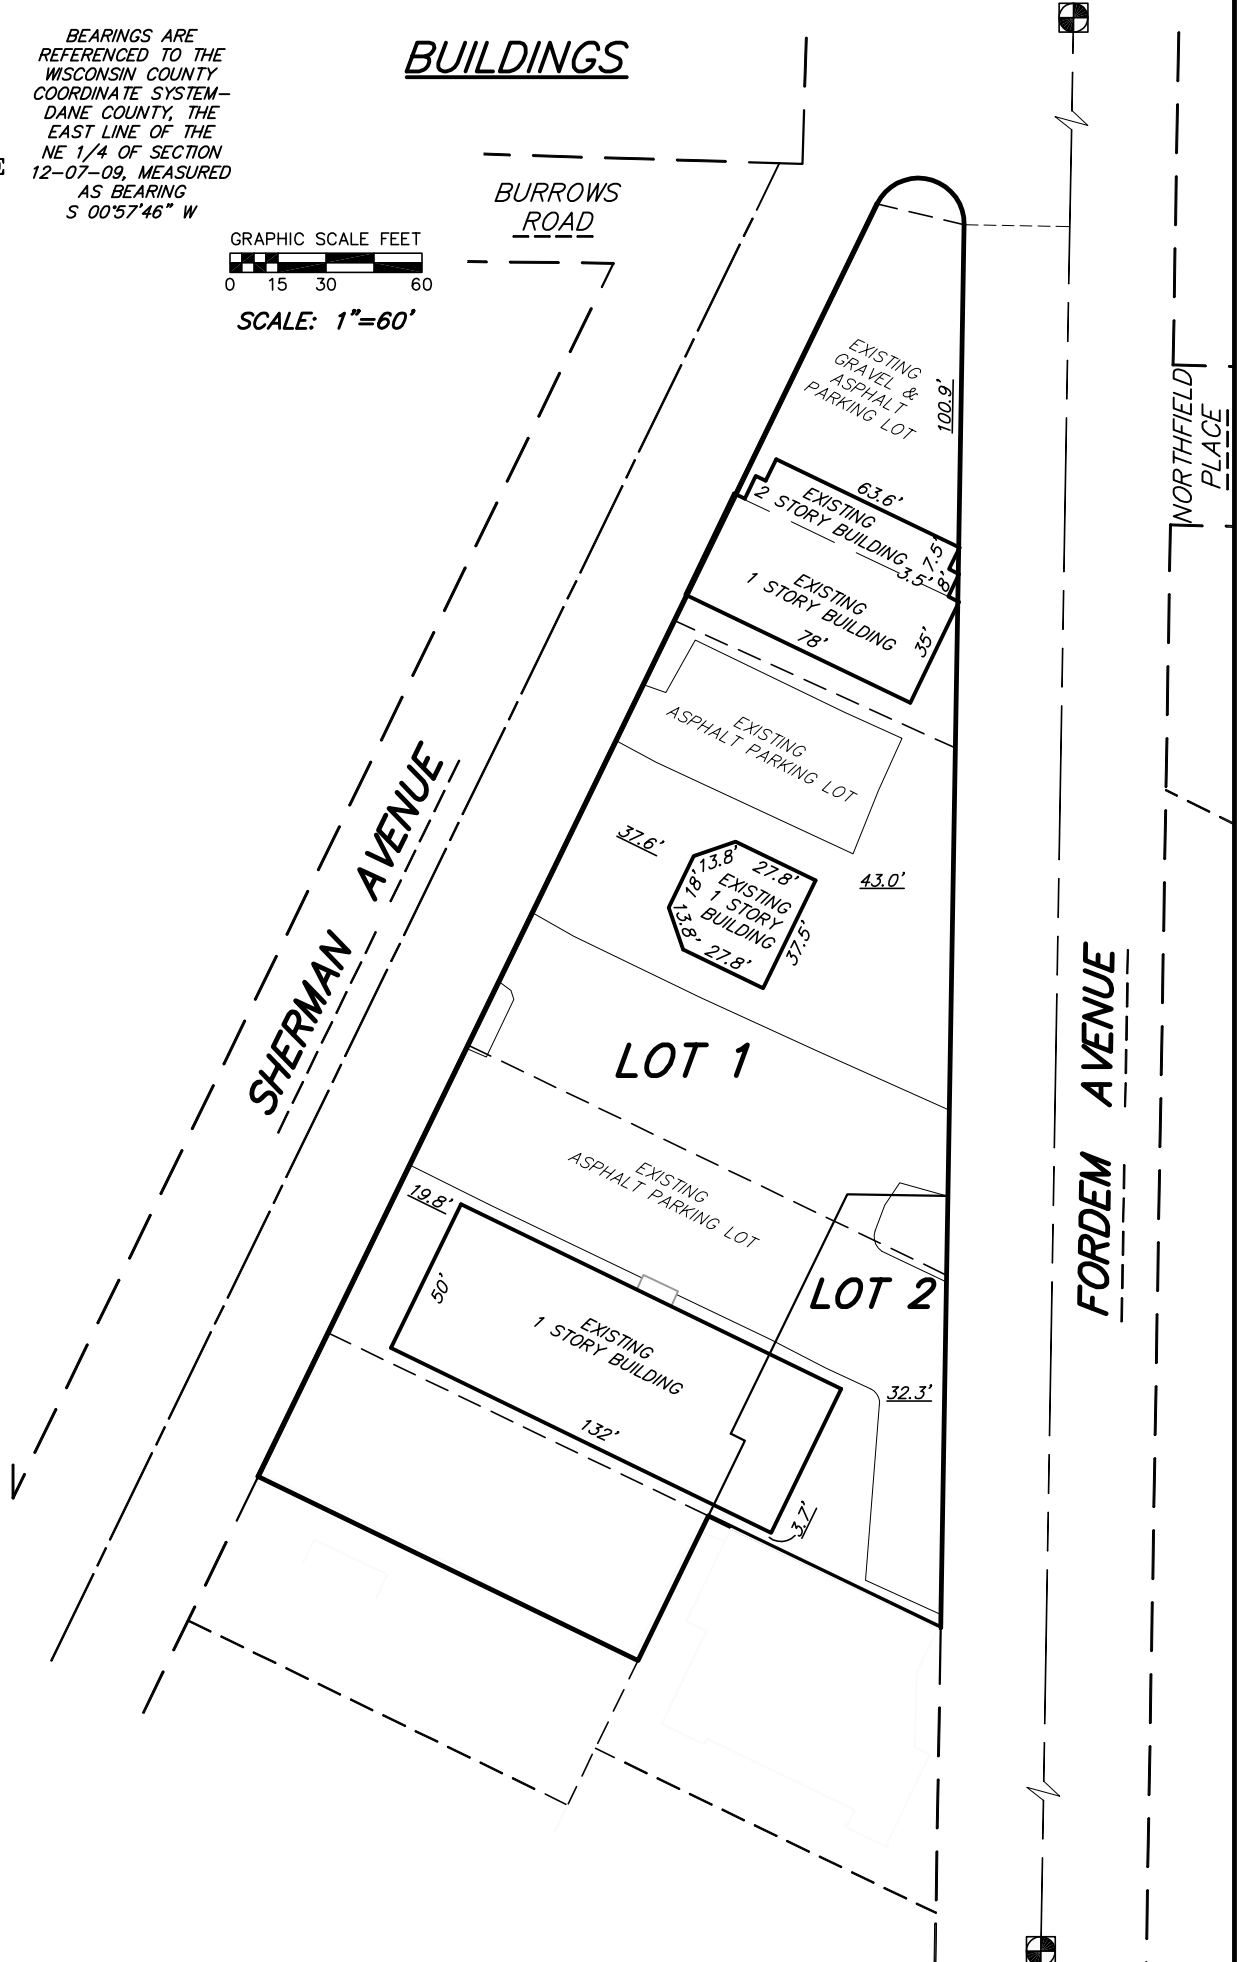 BEARINGS ARE
REFERENCED TO THE
WISCONSIN COUNTY
COORDINATE SYSTEM-
DANE COUNTY, THE
EAST LINE OF THE
NE 1/4 OF SECTION
12-07-09, MEASURED
AS BEARING
S 00°57'46" W
BUILDINGS
BURROWS
ROAD
GRAPHIC SCALE FEET
0 15 30 60
SCALE: 1"=60'
EXISTING
GRAVEL &
ASPHALT
PARKING LOT
100.9'
NORTHFIELD
PLACE
63.6'
EXISTING
2 STORY BUILDING
7.5'
3.5'
8'
EXISTING
1 STORY BUILDING
78'
35'
EXISTING
ASPHALT PARKING LOT
SHERMAN AVENUE
37.6'
13.8'
27.8'
18'
EXISTING
1 STORY
BUILDING
13.8'
27.8'
37.5'
43.0'
FORDEM AVENUE
LOT 1
EXISTING
ASPHALT PARKING LOT
19.8'
50'
LOT 2
EXISTING
1 STORY BUILDING
32.3'
132'
3.7'